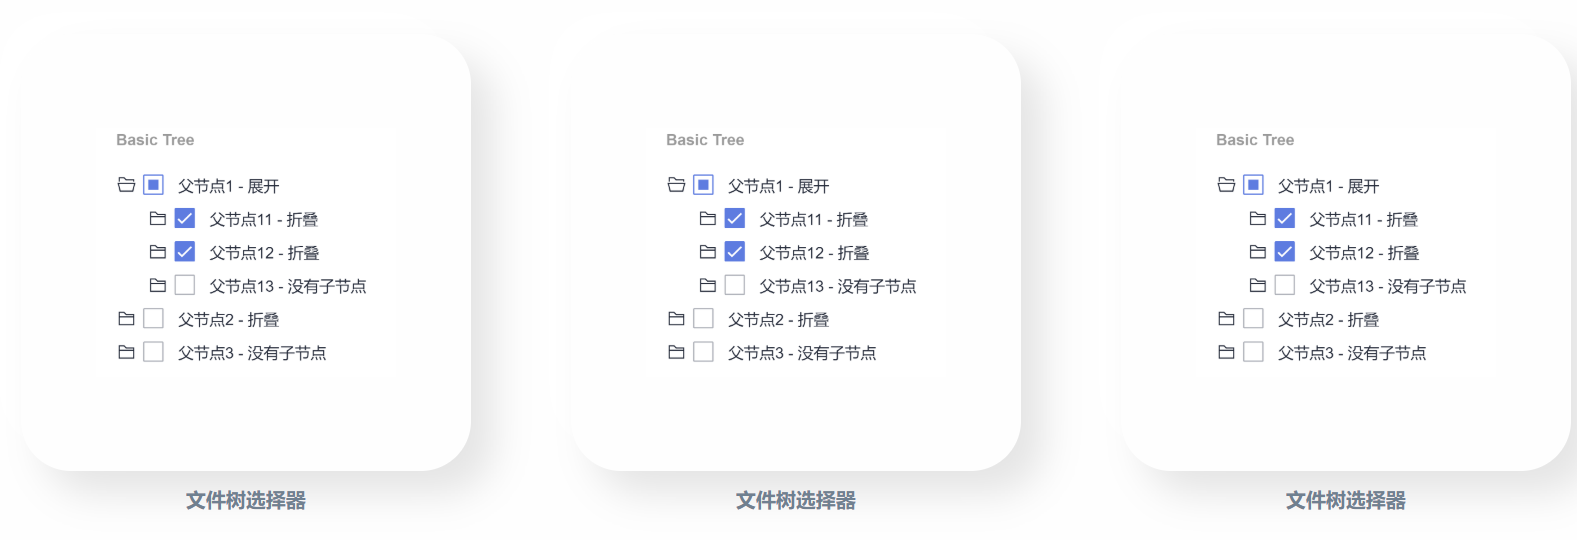 Basic Tree
父节点1 - 展开
父节点11 - 折叠
父节点12 - 折叠
父节点13 - 没有子节点
父节点2 - 折叠
父节点3 - 没有子节点
文件树选择器
Basic Tree
父节点1 - 展开
父节点11 - 折叠
父节点12 - 折叠
父节点13 - 没有子节点
父节点2 - 折叠
父节点3 - 没有子节点
文件树选择器
Basic Tree
父节点1 - 展开
父节点11 - 折叠
父节点12 - 折叠
父节点13 - 没有子节点
父节点2 - 折叠
父节点3 - 没有子节点
文件树选择器